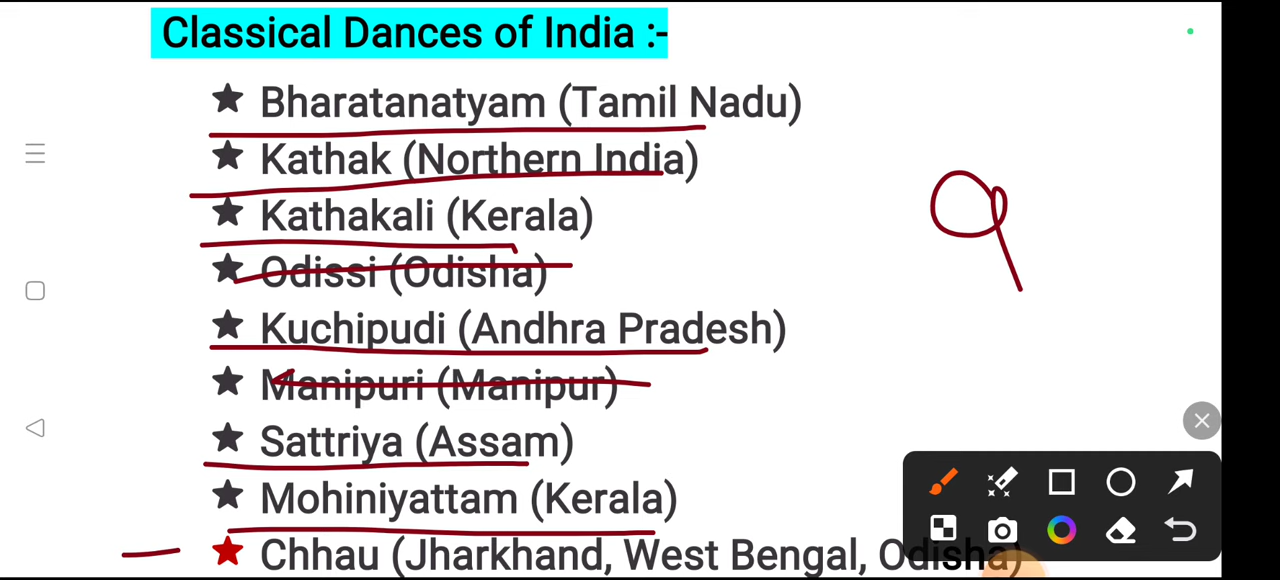 Classical Dances of India :-
★ Bharatanatyam (Tamil Nadu)
★ Kathak (Northern India)
★ Kathakali (Kerala)
★ Odissi (Odisha)
★ Kuchipudi (Andhra Pradesh)
★ Manipuri (Manipur)
★ Sattriya (Assam)
★ Mohiniyattam (Kerala)
★ Chhau (Jharkhand, West Bengal, Odisha)